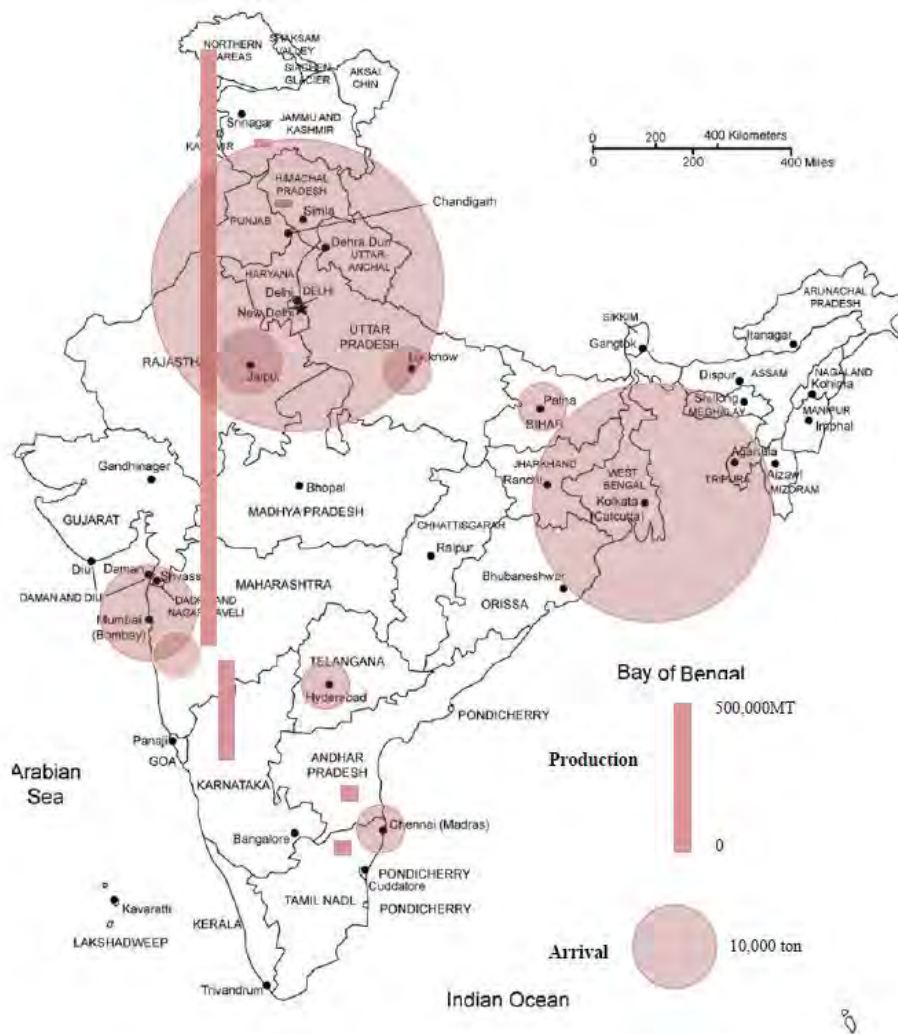 NORTHERN
AREAS
SHAKSAM
VALLEY
SIACHEN
GLACIER
AKSAI
CHIN
Srinagar
JAMMU AND
KASHMIR
0 200 400 Kilometers
0 200 400 Miles
HIMACHAL
PRADESH
Simla
Chandigarh
PUNJAB
Dehra Dun
UTTAR-
ANCHAL
HARYANA
Delhi
DELHI
New Delhi
ARUNACHAL
PRADESH
SIKKIM
UTTAR
PRADESH
Gangtok
Itanagar
Jaipur
Lucknow
Dispur
ASSAM
NAGALAND
Kohima
Shillong
MEGHALAY
MANIPUR
Imphal
Patna
BIHAR
Gandhinager
JHARKHAND
Ranchi
WEST
BENGAL
Agartala
TRIPURA
Aizawl
MIZORAM
Bhopal
MADHYA PRADESH
Kolkata
(Calcutta)
GUJARAT
CHHATTISGARAH
Raipur
Diu
Daman
MAHARASHTRA
Bhubaneshwar
ORISSA
DAMAN AND DIU
Mumbai
(Bombay)
TELANGANA
Hyderabad
Bay of Bengal
PONDICHERRY
500,000MT
Production
0
Panaji
GOA
ANDHAR
PRADESH
KARNATAKA
Arabian
Sea
Bangalore
Chennai (Madras)
PONDICHERRY
Cuddalore
TAMIL NADL
PONDICHERRY
Kavaratti
LAKSHADWEEP
KERALA
Arrival
10,000 ton
Trivandrum
Indian Ocean